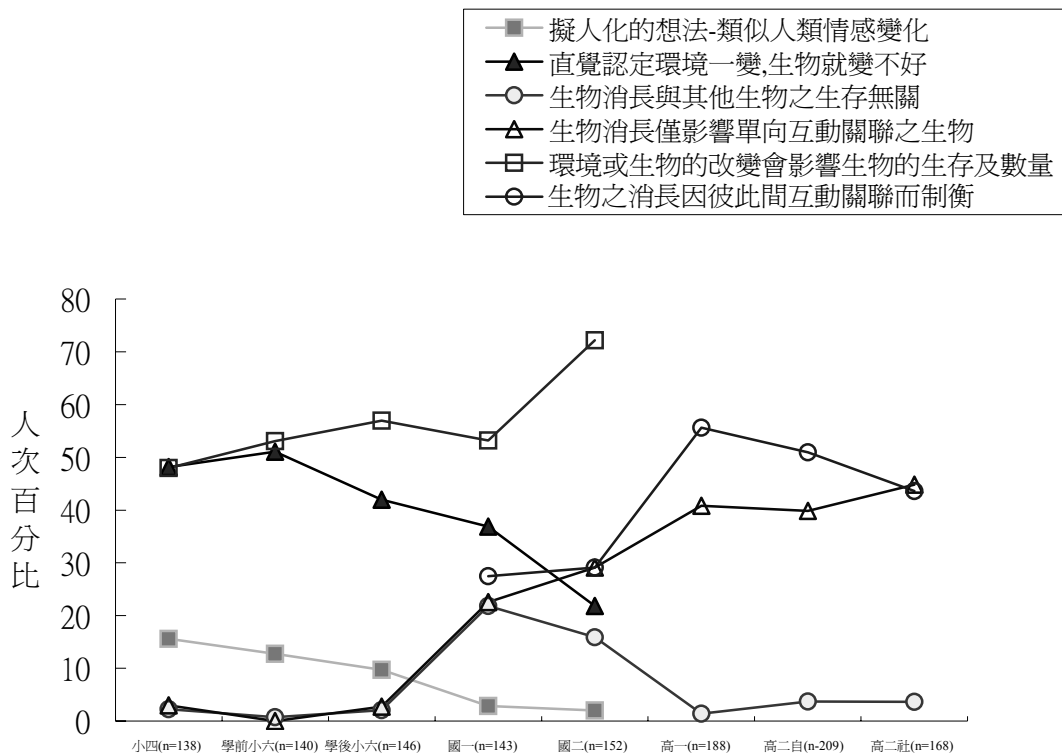 擬人化的想法-類似人類情感變化
直覺認定環境一變,生物就變不好
生物消長與其他生物之生存無關
生物消長僅影響單向互動關聯之生物
環境或生物的改變會影響生物的生存及數量
生物之消長因彼此間互動關聯而制衡
人次百分比
80
70
60
50
40
30
20
10
0
小四(n=138) 學前小六(n=140) 學後小六(n=146) 國一(n=143) 國二(n=152) 高一(n=188) 高二自(n-209) 高二社(n=168)